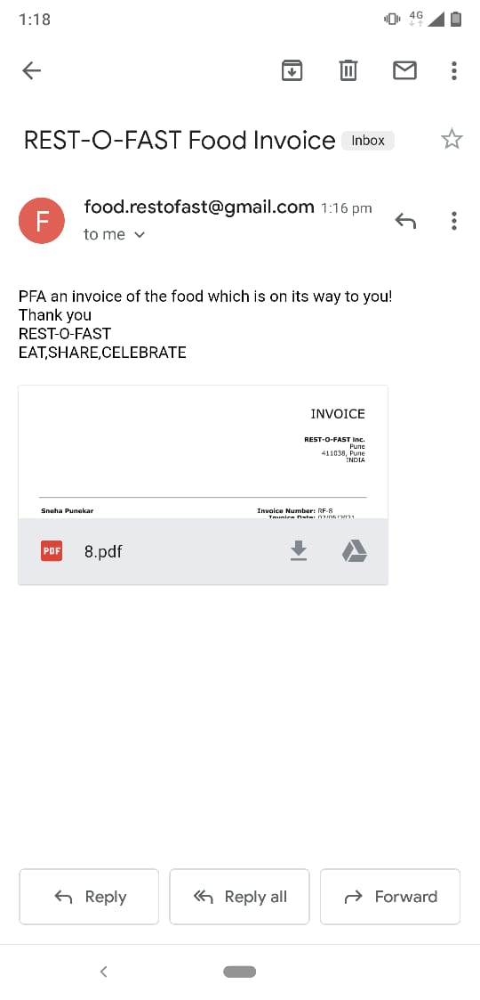 1:18
4G
REST-O-FAST Food Invoice Inbox
F
food.restofast@gmail.com 1:16 pm
to me
PFA an invoice of the food which is on its way to you!
Thank you
REST-O-FAST
EAT,SHARE,CELEBRATE
INVOICE
REST-O-FAST Inc.
Pune
411038, Pune
INDIA
Sneha Punekar
Invoice Number: RF-8
Invoice Date: 02/05/2021
PDF
8.pdf
Reply
Reply all
Forward